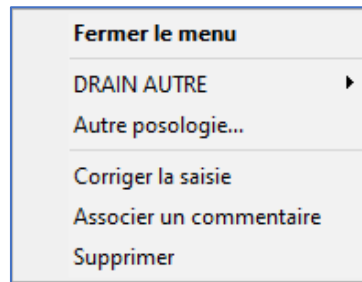 Fermer le menu
DRAIN AUTRE
Autre posologie...
Corriger la saisie
Associer un commentaire
Supprimer